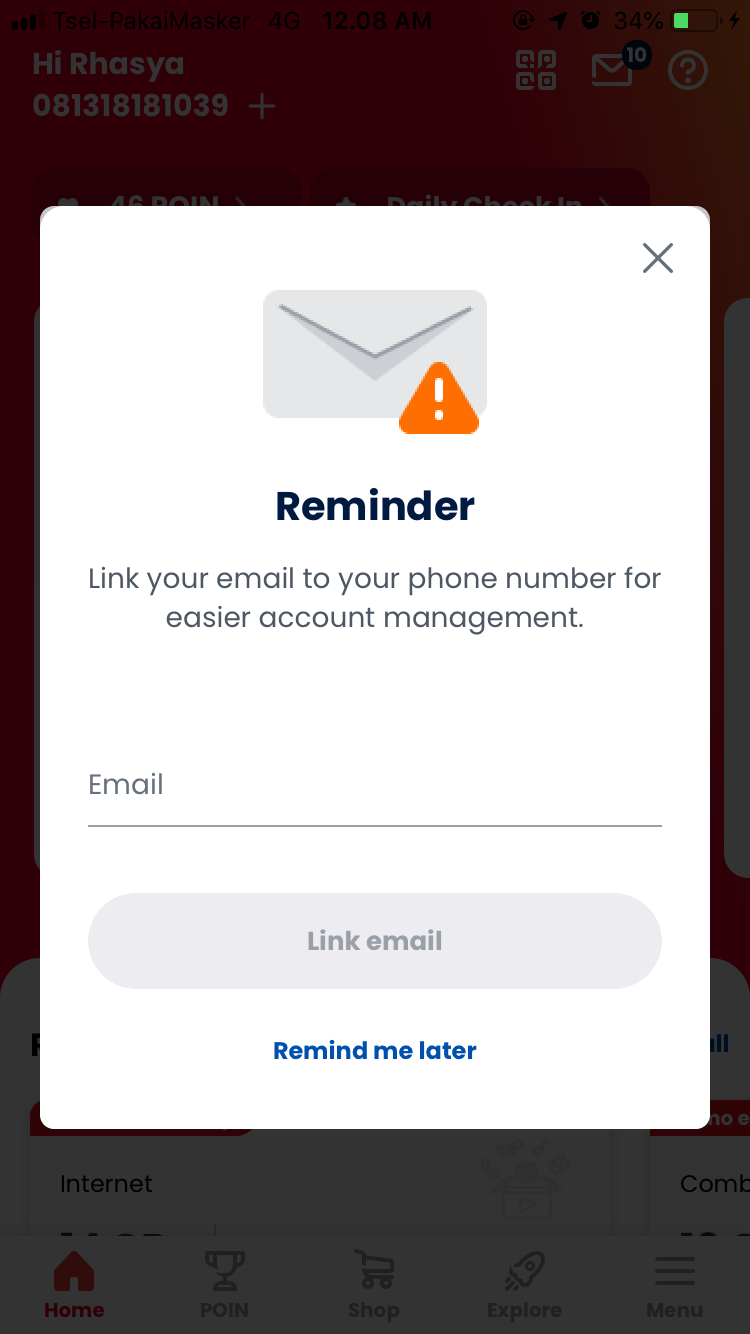 Tsel-PakaiMasker 4G 12.08 AM 34%
Hi Rhasya
10
081318181039
46 POIN Daily Check In
Reminder
Link your email to your phone number for
easier account management.
Email
Link email
Remind me later
Internet
Home POIN Shop Explore Menu